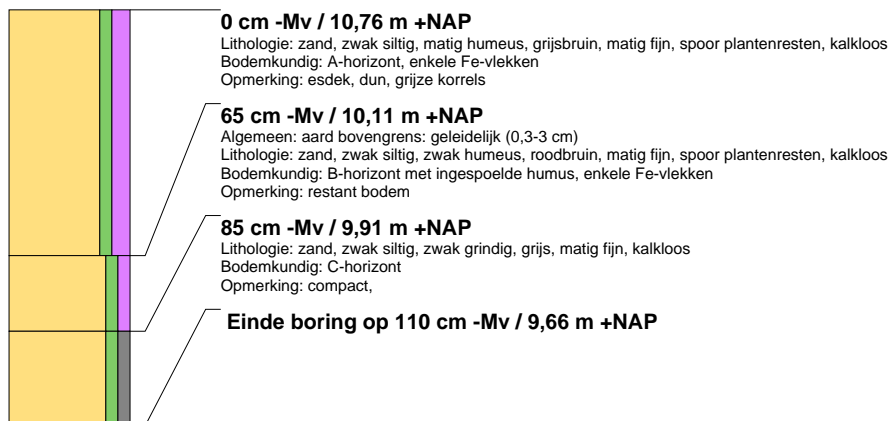 0 cm -Mv / 10,76 m +NAP
Lithologie: zand, zwak siltig, matig humeus, grijsbruin, matig fijn, spoor plantenresten, kalkloos
Bodemkundig: A-horizont, enkele Fe-vlekken
Opmerking: esdek, dun, grijze korrels
65 cm -Mv / 10,11 m +NAP
Algemeen: aard bovengrens: geleidelijk (0,3-3 cm)
Lithologie: zand, zwak siltig, zwak humeus, roodbruin, matig fijn, spoor plantenresten, kalkloos
Bodemkundig: B-horizont met ingespoelde humus, enkele Fe-vlekken
Opmerking: restant bodem
85 cm -Mv / 9,91 m +NAP
Lithologie: zand, zwak siltig, zwak grindig, grijs, matig fijn, kalkloos
Bodemkundig: C-horizont
Opmerking: compact,
Einde boring op 110 cm -Mv / 9,66 m +NAP